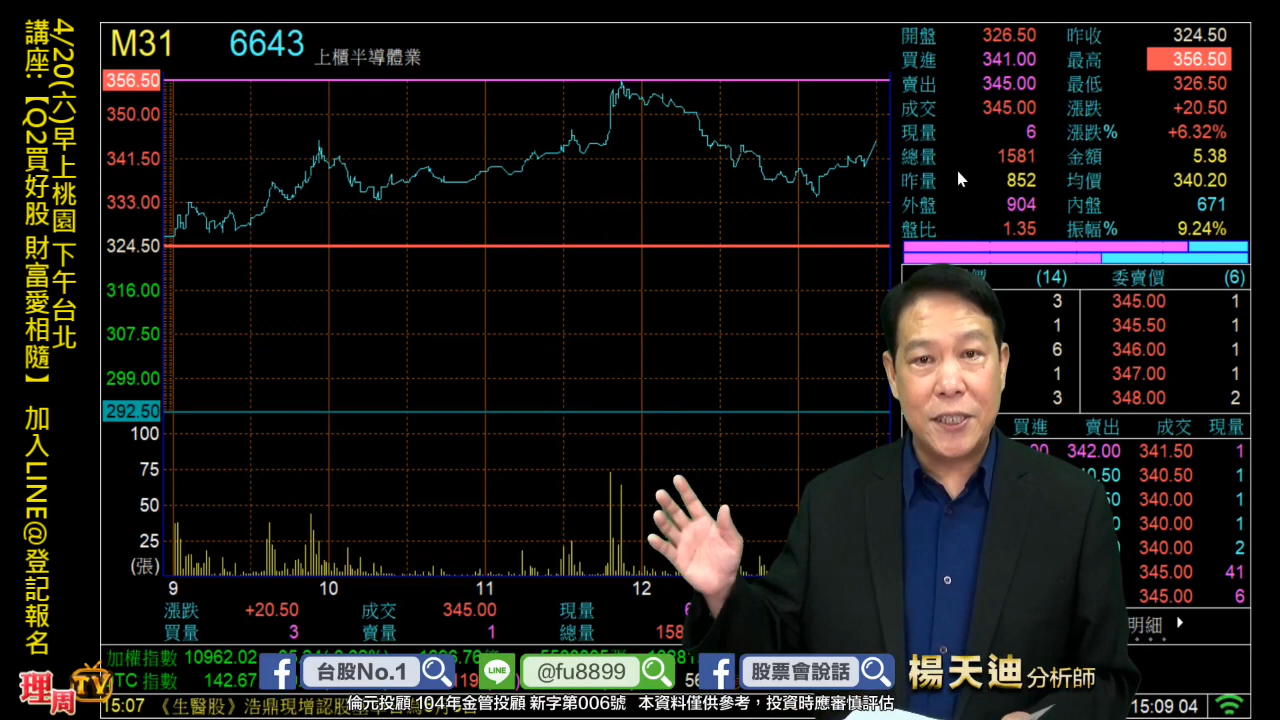 4/20(六)早上桃園 下午台北
講座:【Q2買好股 財富愛相隨】 加入LINE@登記報名
M31 6643 上櫃半導體業
356.50
350.00
341.50
333.00
324.50
316.00
307.50
299.00
292.50
100
75
50
25
(張)
9 10 11 12
漲跌 +20.50 成交 345.00 現量
買量 3 賣量 1 總量 158
開盤 326.50 昨收 324.50
買進 341.00 最高 356.50
賣出 345.00 最低 326.50
成交 345.00 漲跌 +20.50
現量 6 漲跌% +6.32%
總量 1581 金額 5.38
昨量 852 均價 340.20
外盤 904 內盤 671
盤比 1.35 振幅% 9.24%
價 (14) 委賣價 (6)
3 345.00 1
1 345.50 1
6 346.00 1
1 347.00 1
3 348.00 2
買進 賣出 成交 現量
342.00 341.50 1
340.50 1
340.00 1
340.00 1
340.00 2
345.00 41
345.00 6
明細
加權指數 10962.02
TC 指數 142.67
台股No.1
LINE @fu8899
股票會說話
楊天迪 分析師
理周TV
15:07 《生醫股》浩鼎現增認股
15:09 04
倫元投顧 104年金管投顧 新字第006號 本資料僅供參考，投資時應審慎評估